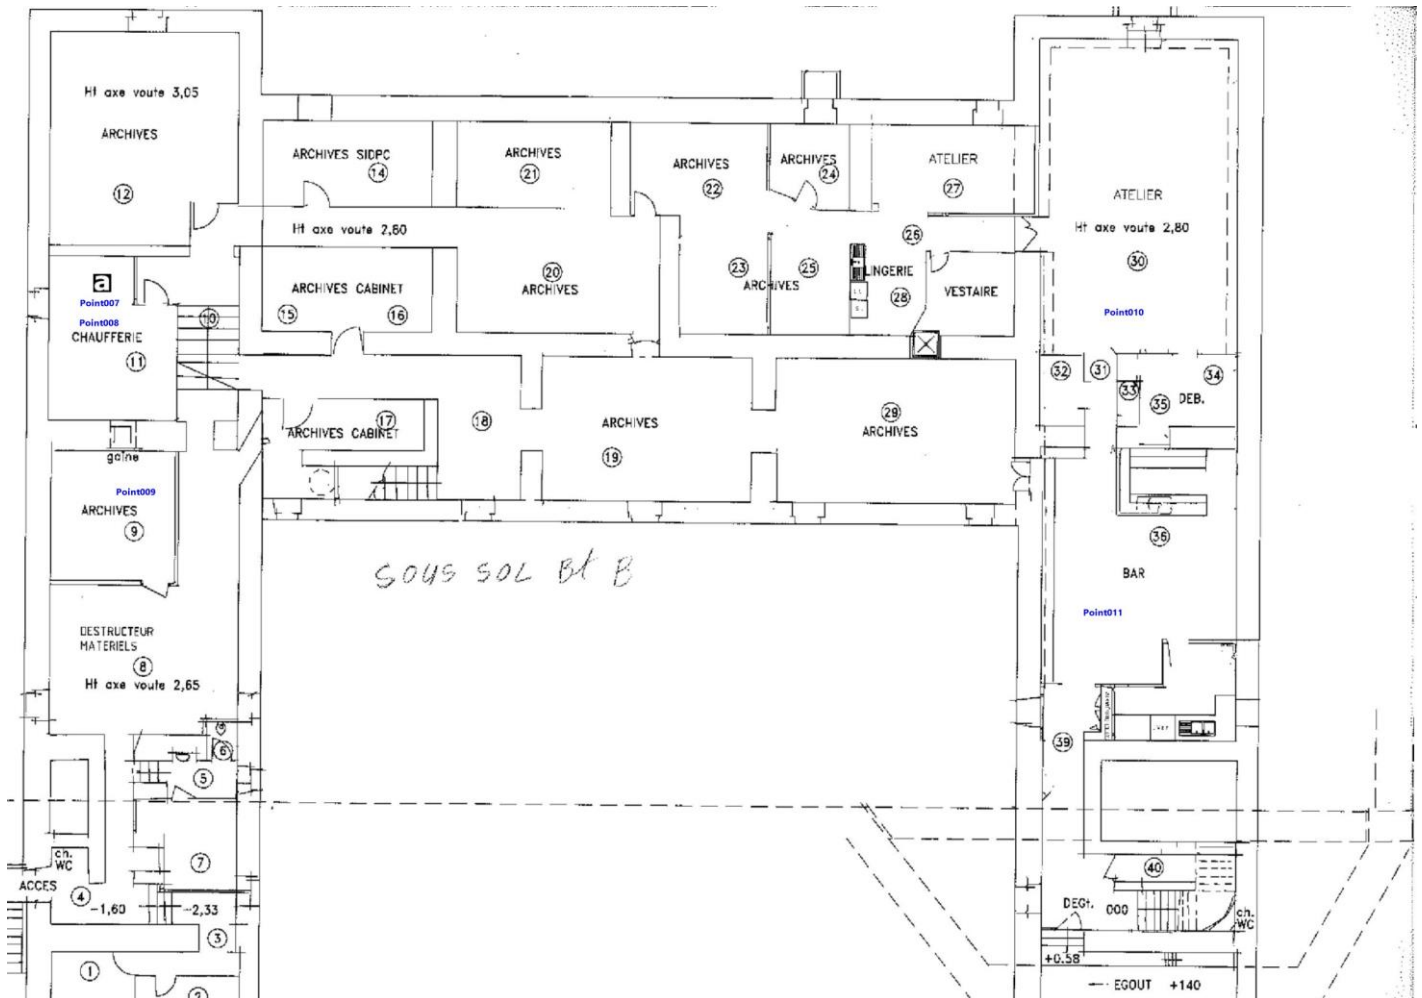 Ht axe voute 3,05
ARCHIVES
12
ARCHIVES SIDPC
14
ARCHIVES
21
ARCHIVES
22
ARCHIVES
24
ATELIER
27
ATELIER
Ht axe voute 2,80
30
Ht axe voute 2,80
26
a
Point007
Point008
CHAUFFERIE
11
10
ARCHIVES CABINET
15
16
20
ARCHIVES
23
25
ARCHIVES
LINGERIE
28
VESTIAIRE
Point010
32
31
33
34
35
DEB.
17
ARCHIVES CABINET
18
ARCHIVES
19
29
ARCHIVES
gaîne
Point009
ARCHIVES
9
36
BAR
Point011
SOUS SOL Bt B
DESTRUCTEUR
MATERIELS
8
Ht axe voute 2,65
6
5
39
7
ch.
WC
ACCES
4
-1,60
-2,33
3
1
2
40
DEGt.
000
ch.
WC
+0.58
EGOUT +140